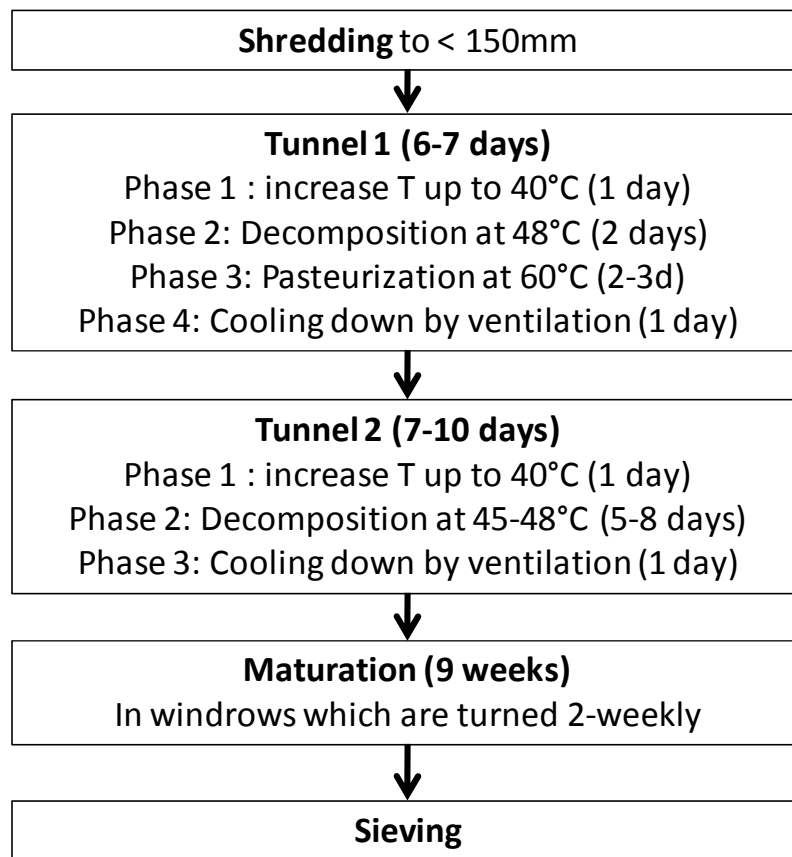 Shredding to < 150mm
Tunnel 1 (6-7 days)
Phase 1 : increase T up to 40°C (1 day)
Phase 2: Decomposition at 48°C (2 days)
Phase 3: Pasteurization at 60°C (2-3d)
Phase 4: Cooling down by ventilation (1 day)
Tunnel 2 (7-10 days)
Phase 1 : increase T up to 40°C (1 day)
Phase 2: Decomposition at 45-48°C (5-8 days)
Phase 3: Cooling down by ventilation (1 day)
Maturation (9 weeks)
In windrows which are turned 2-weekly
Sieving